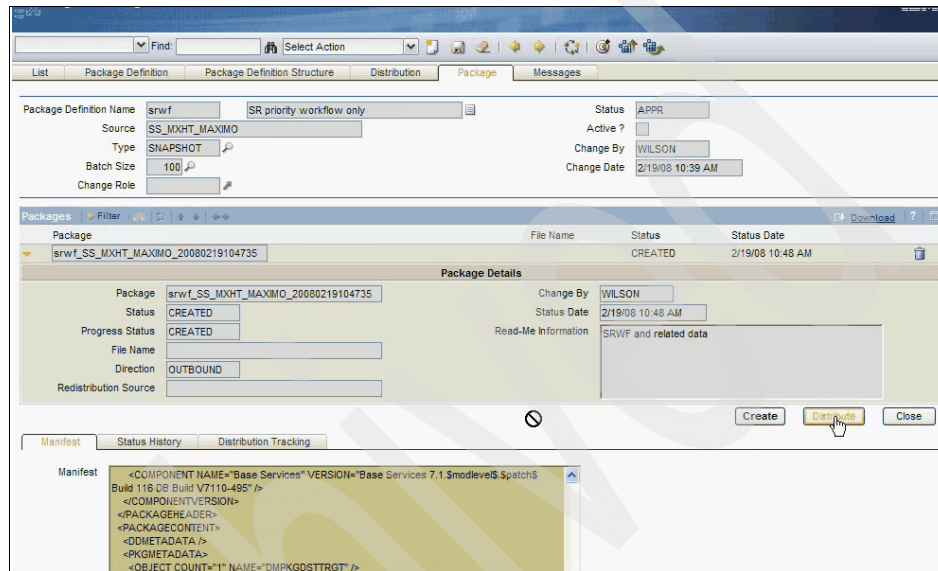 Find: Select Action
List Package Definition Package Definition Structure Distribution Package Messages
Package Definition Name srwf SR priority workflow only Status APPR
Source SS_MXHT_MAXIMO Active ?
Type SNAPSHOT Change By WILSON
Batch Size 100 Change Date 2/19/08 10:39 AM
Change Role
Packages Filter Download ?
Package File Name Status Status Date
srwf_SS_MXHT_MAXIMO_20080219104735 CREATED 2/19/08 10:48 AM
Package Details
Package srwf_SS_MXHT_MAXIMO_20080219104735 Change By WILSON
Status CREATED Status Date 2/19/08 10:48 AM
Progress Status CREATED Read-Me Information SRWF and related data
File Name
Direction OUTBOUND
Redistribution Source
Create Distribute Close
Manifest Status History Distribution Tracking
Manifest <COMPONENT NAME="Base Services" VERSION="Base Services 7.1.$modlevel$.$patch$
Build 116 DB Build V7110-495" />
</COMPONENTVERSION>
</PACKAGEHEADER>
<PACKAGECONTENT>
<DDMETADATA />
<PKGMETADATA>
<OBJECT COUNT="1" NAME="DMPKGDSTTRGT" />